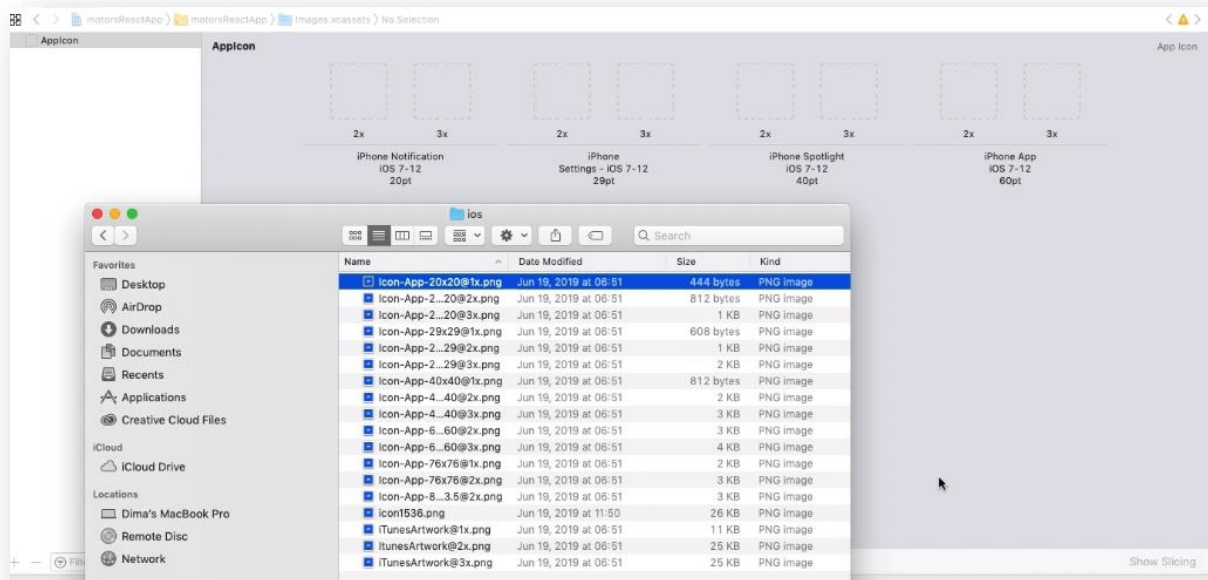 motorsReactApp motorsReactApp Images.xcassets No Selection
AppIcon
AppIcon
App Icon
2x 3x 2x 3x 2x 3x 2x 3x
iPhone Notification iPhone iPhone Spotlight iPhone App
iOS 7-12 Settings - iOS 7-12 iOS 7-12 iOS 7-12
20pt 29pt 40pt 60pt
ios
Search
Favorites
Desktop
AirDrop
Downloads
Documents
Recents
Applications
Creative Cloud Files
iCloud
iCloud Drive
Locations
Dima's MacBook Pro
Remote Disc
Network
Name Date Modified Size Kind
Icon-App-20x20@1x.png Jun 19, 2019 at 06:51 444 bytes PNG image
Icon-App-2...20@2x.png Jun 19, 2019 at 06:51 812 bytes PNG image
Icon-App-2...20@3x.png Jun 19, 2019 at 06:51 1 KB PNG image
Icon-App-29x29@1x.png Jun 19, 2019 at 06:51 608 bytes PNG image
Icon-App-2...29@2x.png Jun 19, 2019 at 06:51 1 KB PNG image
Icon-App-2...29@3x.png Jun 19, 2019 at 06:51 2 KB PNG image
Icon-App-40x40@1x.png Jun 19, 2019 at 06:51 812 bytes PNG image
Icon-App-4...40@2x.png Jun 19, 2019 at 06:51 2 KB PNG image
Icon-App-4...40@3x.png Jun 19, 2019 at 06:51 3 KB PNG image
Icon-App-6...60@2x.png Jun 19, 2019 at 06:51 3 KB PNG image
Icon-App-6...60@3x.png Jun 19, 2019 at 06:51 4 KB PNG image
Icon-App-76x76@1x.png Jun 19, 2019 at 06:51 2 KB PNG image
Icon-App-76x76@2x.png Jun 19, 2019 at 06:51 3 KB PNG image
Icon-App-8...3.5@2x.png Jun 19, 2019 at 06:51 3 KB PNG image
icon1536.png Jun 19, 2019 at 11:50 26 KB PNG image
iTunesArtwork@1x.png Jun 19, 2019 at 06:51 11 KB PNG image
ItunesArtwork@2x.png Jun 19, 2019 at 06:51 25 KB PNG image
iTunesArtwork@3x.png Jun 19, 2019 at 06:51 25 KB PNG image
Show Slicing